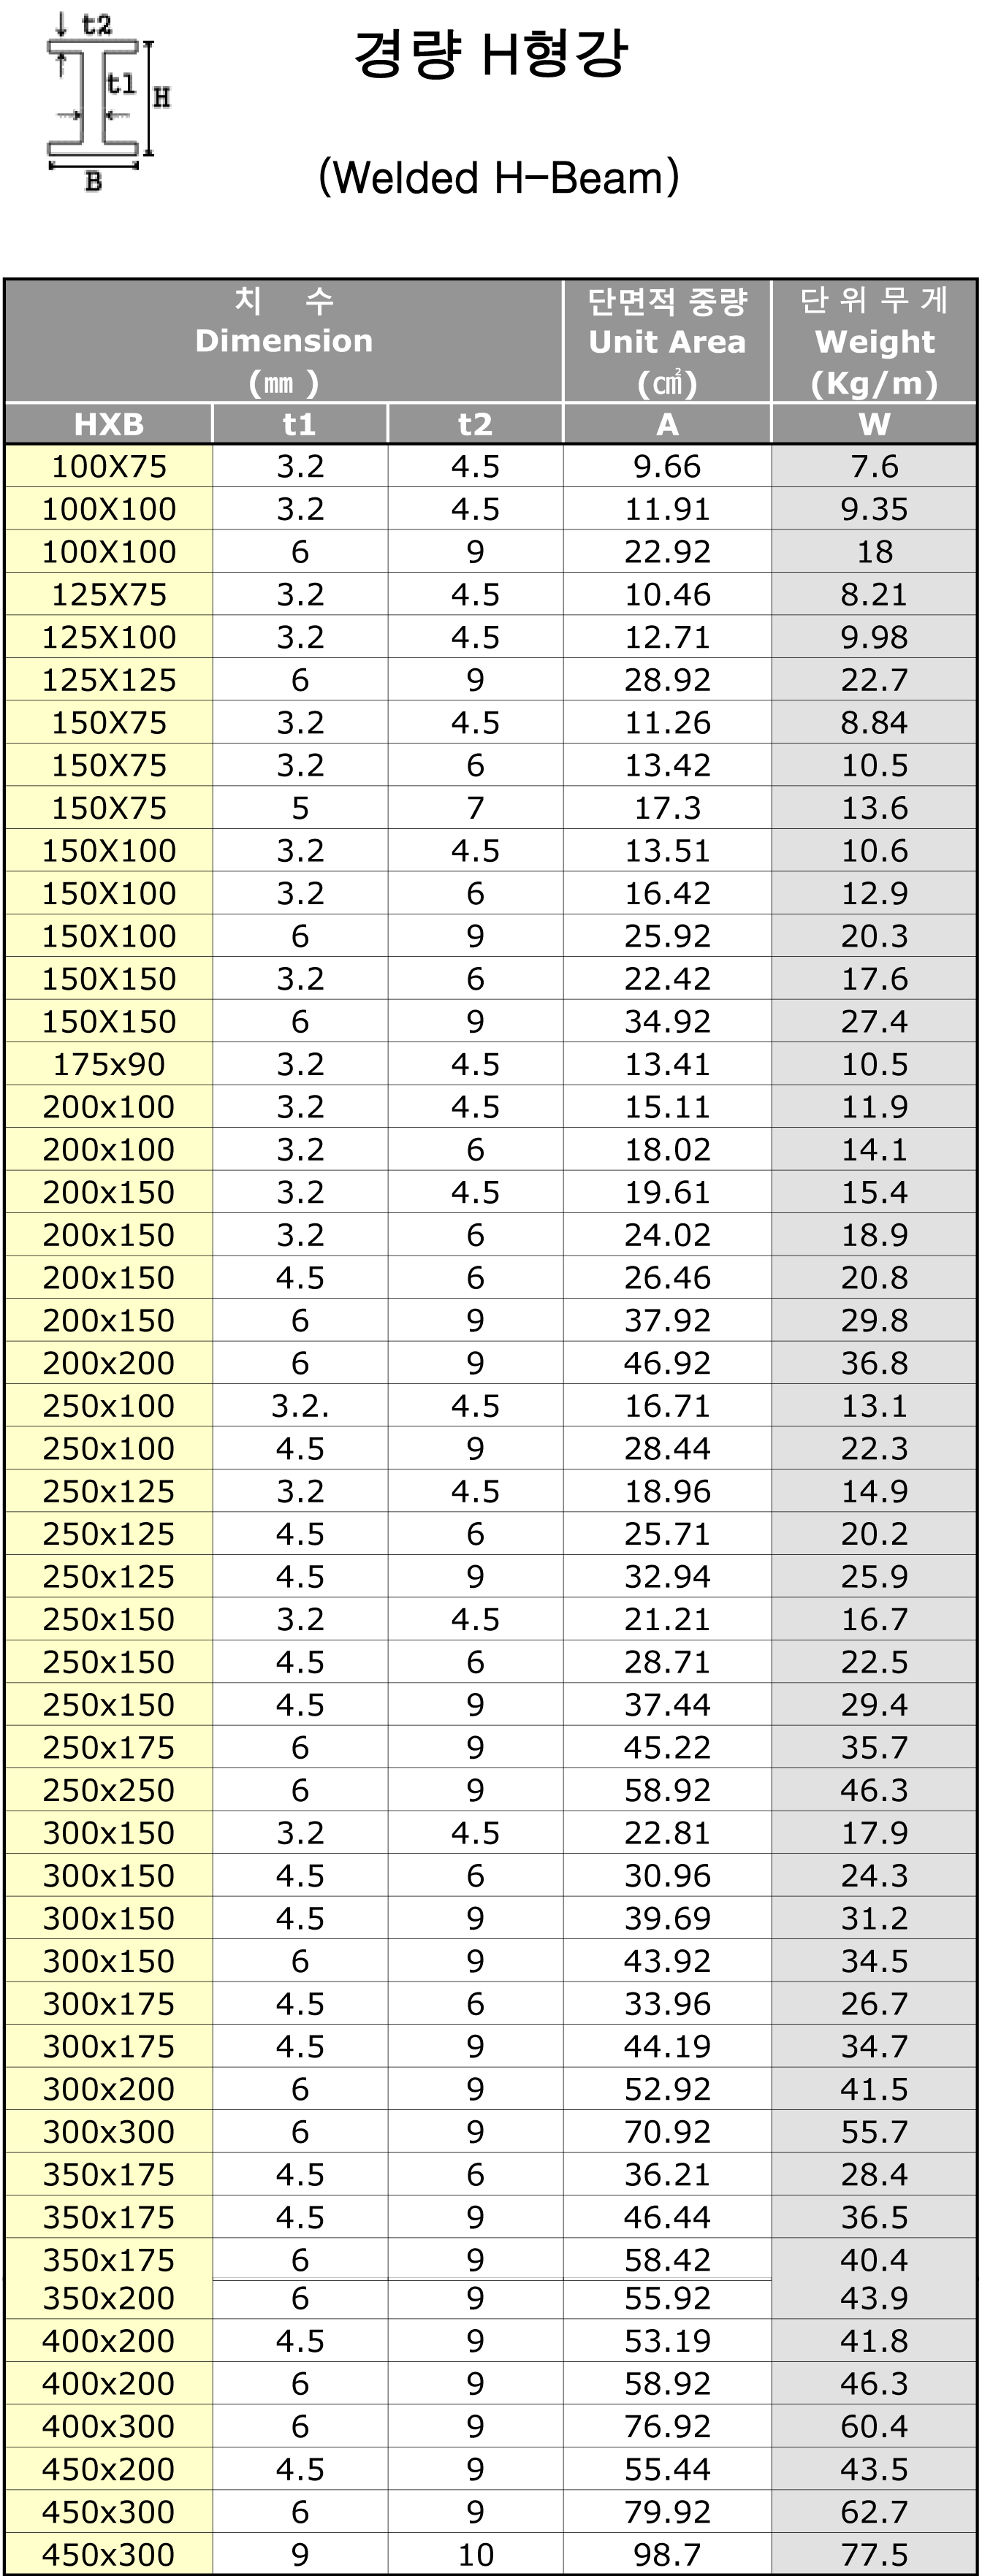 t2
t1
H
B
경량 H형강
(Welded H-Beam)
치 수 단면적 중량 단 위 무 게
Dimension Unit Area Weight
(㎜ ) (㎠) (Kg/m)
HXB t1 t2 A W
100X75 3.2 4.5 9.66 7.6
100X100 3.2 4.5 11.91 9.35
100X100 6 9 22.92 18
125X75 3.2 4.5 10.46 8.21
125X100 3.2 4.5 12.71 9.98
125X125 6 9 28.92 22.7
150X75 3.2 4.5 11.26 8.84
150X75 3.2 6 13.42 10.5
150X75 5 7 17.3 13.6
150X100 3.2 4.5 13.51 10.6
150X100 3.2 6 16.42 12.9
150X100 6 9 25.92 20.3
150X150 3.2 6 22.42 17.6
150X150 6 9 34.92 27.4
175x90 3.2 4.5 13.41 10.5
200x100 3.2 4.5 15.11 11.9
200x100 3.2 6 18.02 14.1
200x150 3.2 4.5 19.61 15.4
200x150 3.2 6 24.02 18.9
200x150 4.5 6 26.46 20.8
200x150 6 9 37.92 29.8
200x200 6 9 46.92 36.8
250x100 3.2. 4.5 16.71 13.1
250x100 4.5 9 28.44 22.3
250x125 3.2 4.5 18.96 14.9
250x125 4.5 6 25.71 20.2
250x125 4.5 9 32.94 25.9
250x150 3.2 4.5 21.21 16.7
250x150 4.5 6 28.71 22.5
250x150 4.5 9 37.44 29.4
250x175 6 9 45.22 35.7
250x250 6 9 58.92 46.3
300x150 3.2 4.5 22.81 17.9
300x150 4.5 6 30.96 24.3
300x150 4.5 9 39.69 31.2
300x150 6 9 43.92 34.5
300x175 4.5 6 33.96 26.7
300x175 4.5 9 44.19 34.7
300x200 6 9 52.92 41.5
300x300 6 9 70.92 55.7
350x175 4.5 6 36.21 28.4
350x175 4.5 9 46.44 36.5
350x175 6 9 58.42 40.4
350x200 6 9 55.92 43.9
400x200 4.5 9 53.19 41.8
400x200 6 9 58.92 46.3
400x300 6 9 76.92 60.4
450x200 4.5 9 55.44 43.5
450x300 6 9 79.92 62.7
450x300 9 10 98.7 77.5